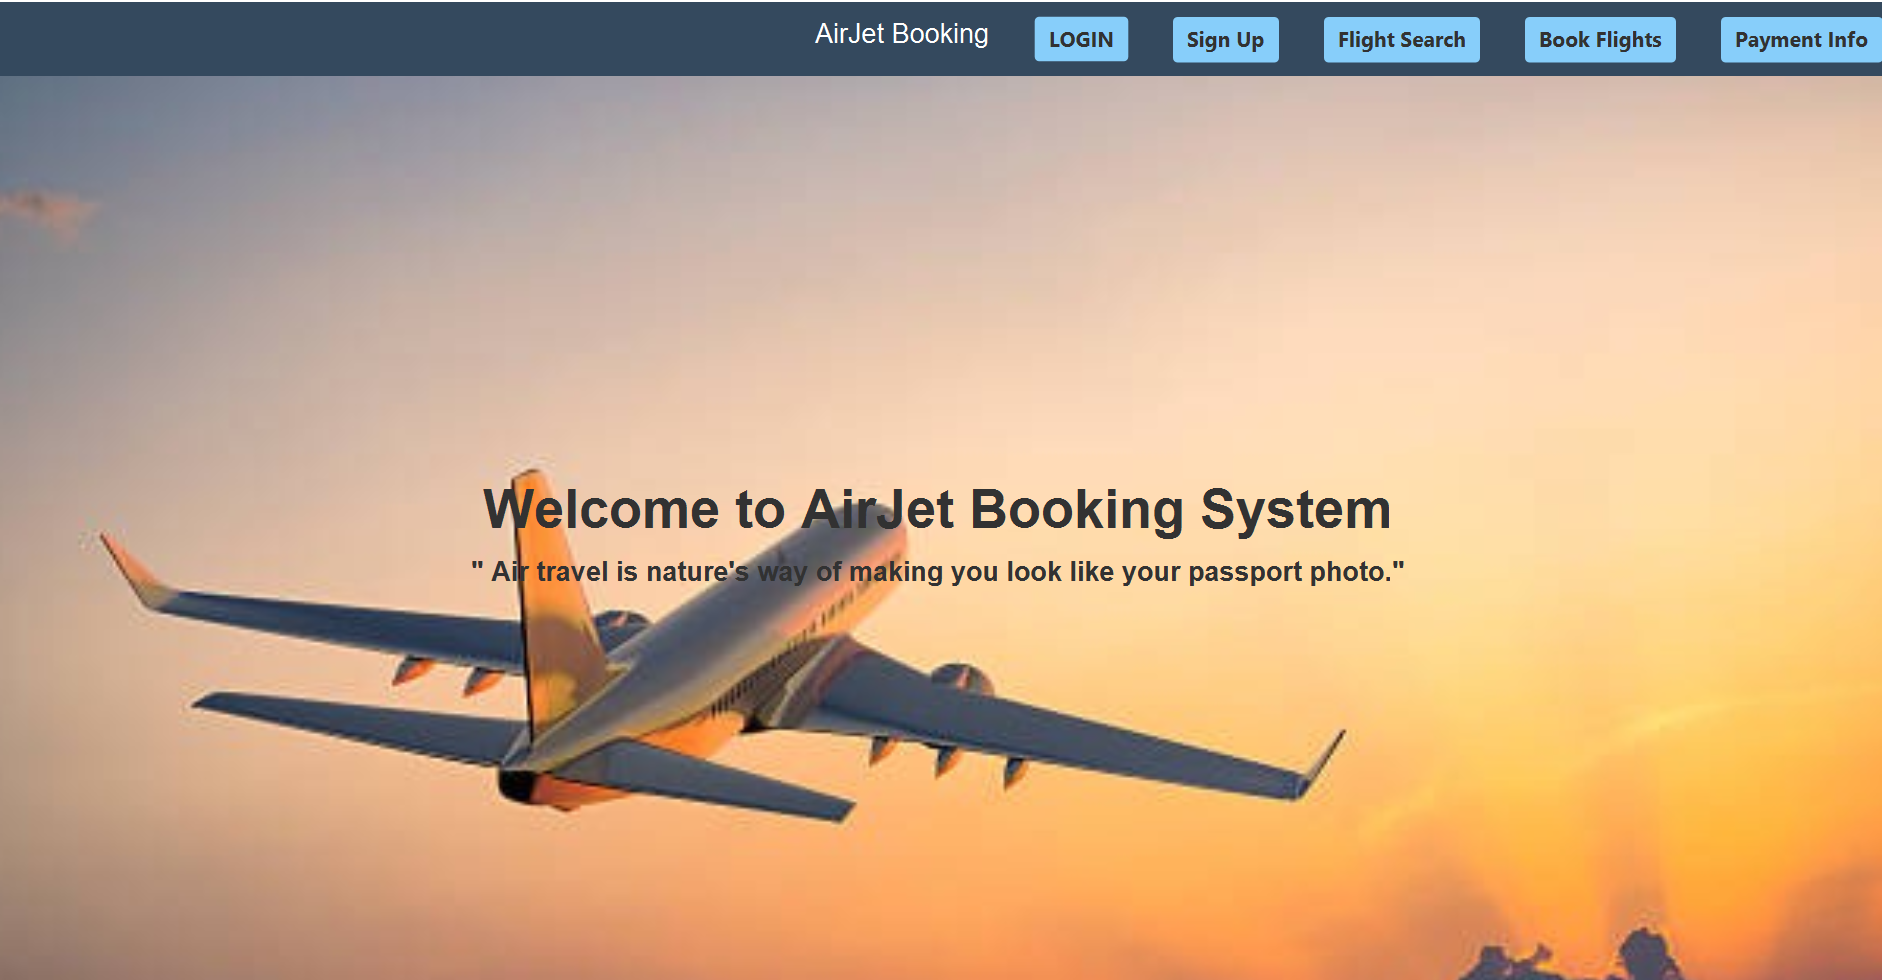 AirJet Booking
LOGIN
Sign Up
Flight Search
Book Flights
Payment Info
Welcome to AirJet Booking System
" Air travel is nature's way of making you look like your passport photo."